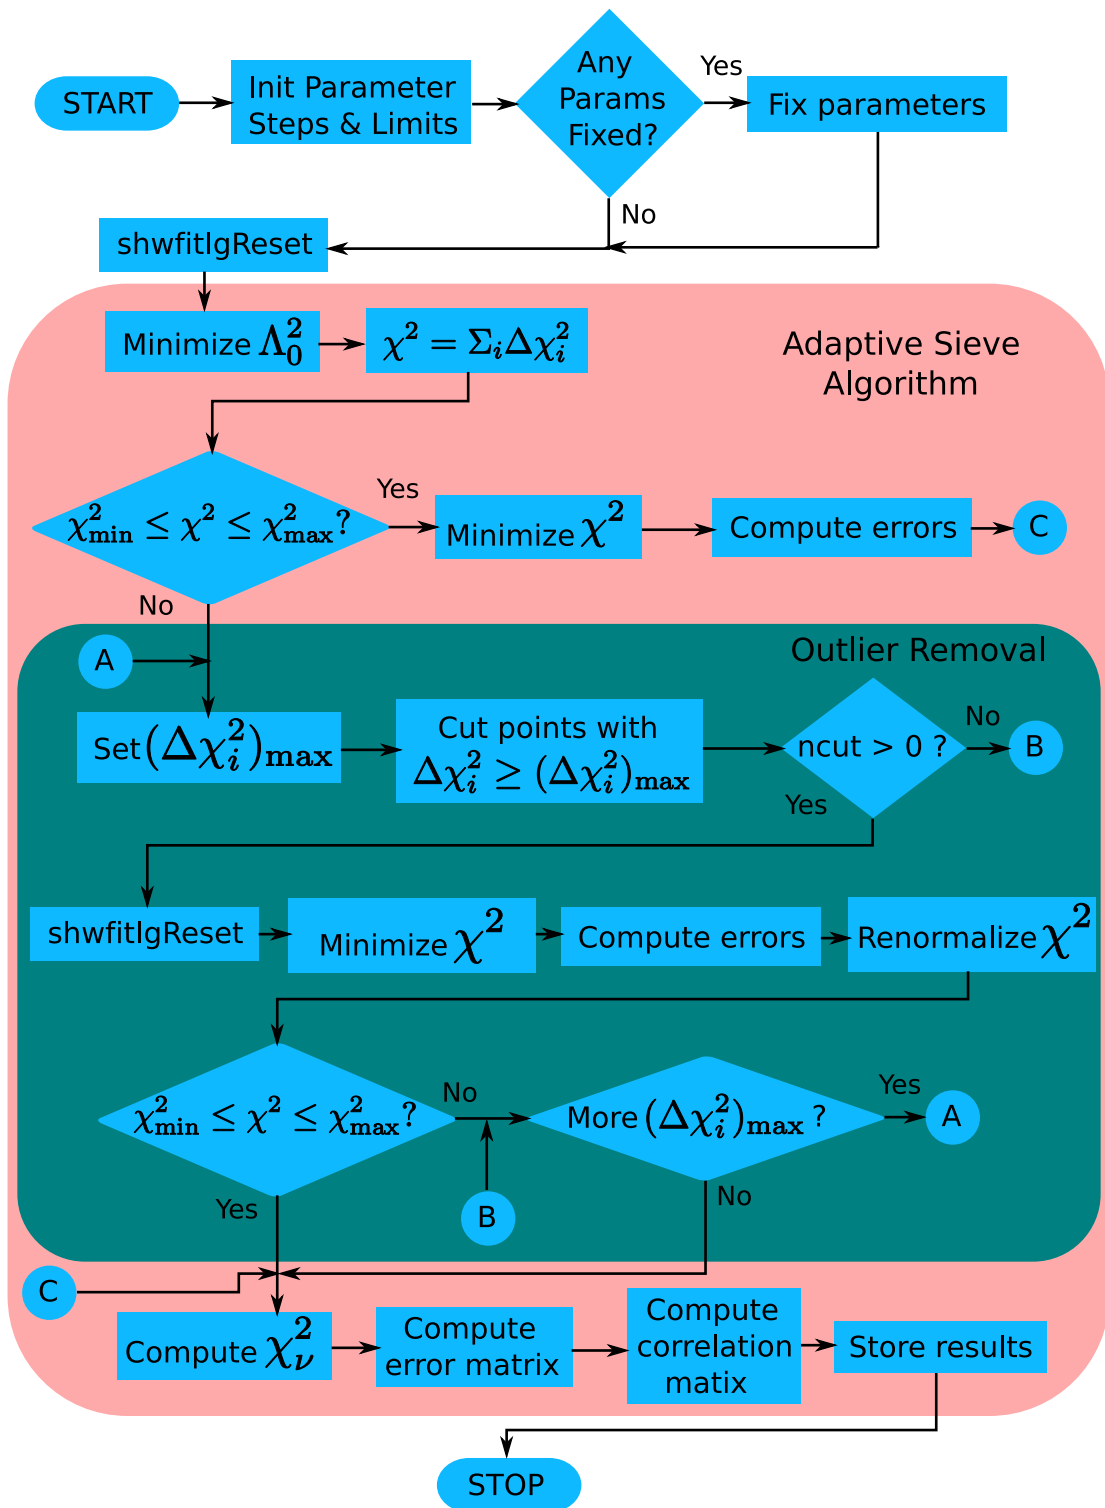 START
Init Parameter
Steps & Limits
Any
Params
Fixed?
Yes
Fix parameters
No
shwfitIgReset
Minimize Λ₀²
χ² = Σᵢ Δχᵢ²
Adaptive Sieve
Algorithm
χ²min ≤ χ² ≤ χ²max?
Yes
Minimize χ²
Compute errors
C
No
A
Outlier Removal
Set (Δχᵢ²)max
Cut points with
Δχᵢ² ≥ (Δχᵢ²)max
ncut > 0 ?
No
B
Yes
shwfitIgReset
Minimize χ²
Compute errors
Renormalize χ²
χ²min ≤ χ² ≤ χ²max?
No
More (Δχᵢ²)max ?
Yes
A
B
Yes
No
C
Compute χᵥ²
Compute
error matrix
Compute
correlation
matix
Store results
STOP